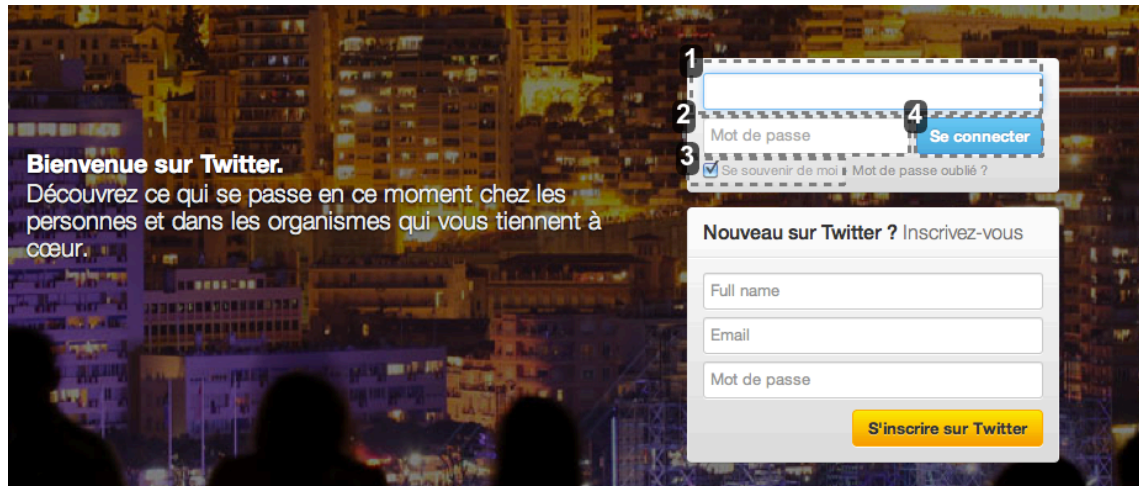 Bienvenue sur Twitter.
Découvrez ce qui se passe en ce moment chez les
personnes et dans les organismes qui vous tiennent à
cœur.
1
2
Mot de passe
4
Se connecter
3
Se souvenir de moi
Mot de passe oublié ?
Nouveau sur Twitter ? Inscrivez-vous
Full name
Email
Mot de passe
S'inscrire sur Twitter